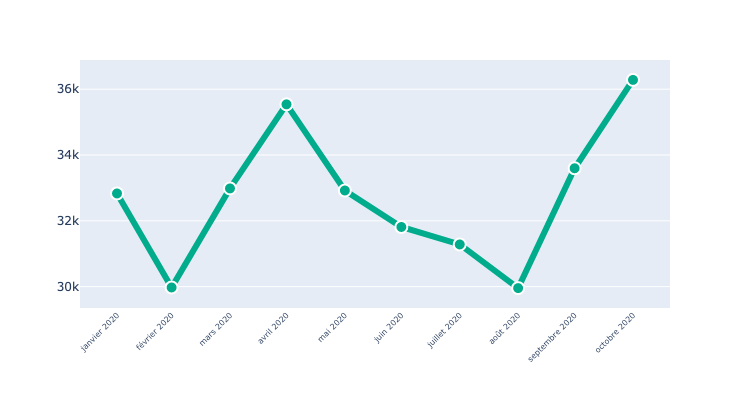 36k
34k
32k
30k
janvier 2020
février 2020
mars 2020
avril 2020
mai 2020
juin 2020
juillet 2020
août 2020
septembre 2020
octobre 2020